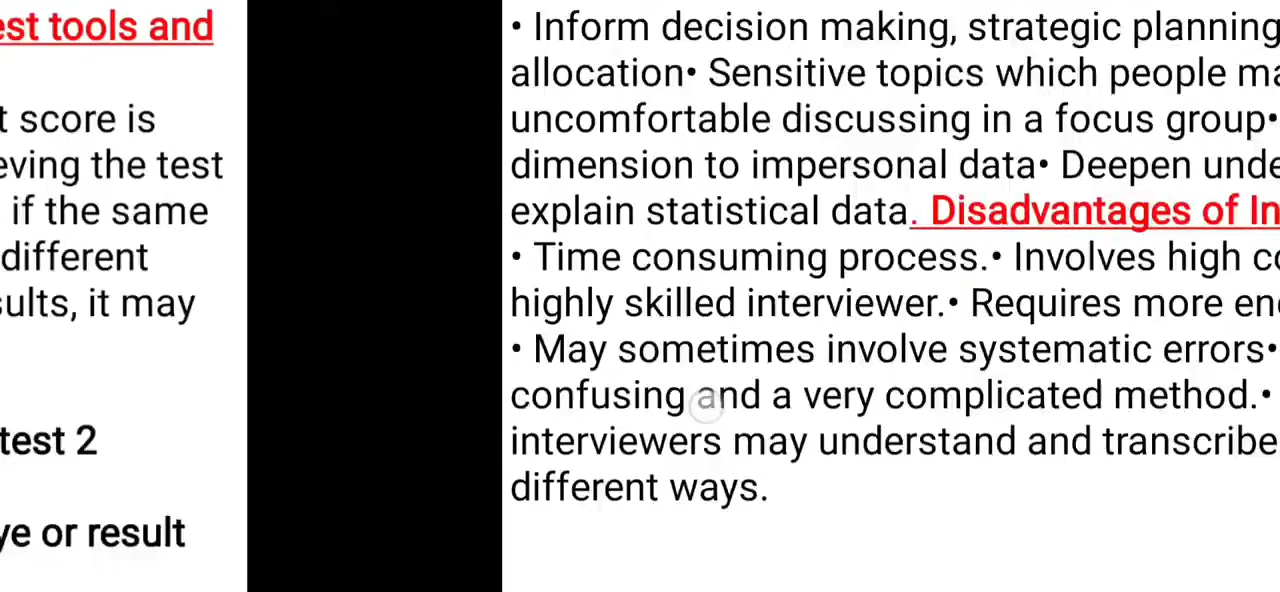 est tools and
t score is
eving the test
if the same
different
sults, it may
test 2
ye or result
• Inform decision making, strategic planning
allocation• Sensitive topics which people ma
uncomfortable discussing in a focus group•
dimension to impersonal data• Deepen unde
explain statistical data. Disadvantages of In
• Time consuming process.• Involves high co
highly skilled interviewer.• Requires more ene
• May sometimes involve systematic errors•
confusing and a very complicated method.•
interviewers may understand and transcribe
different ways.